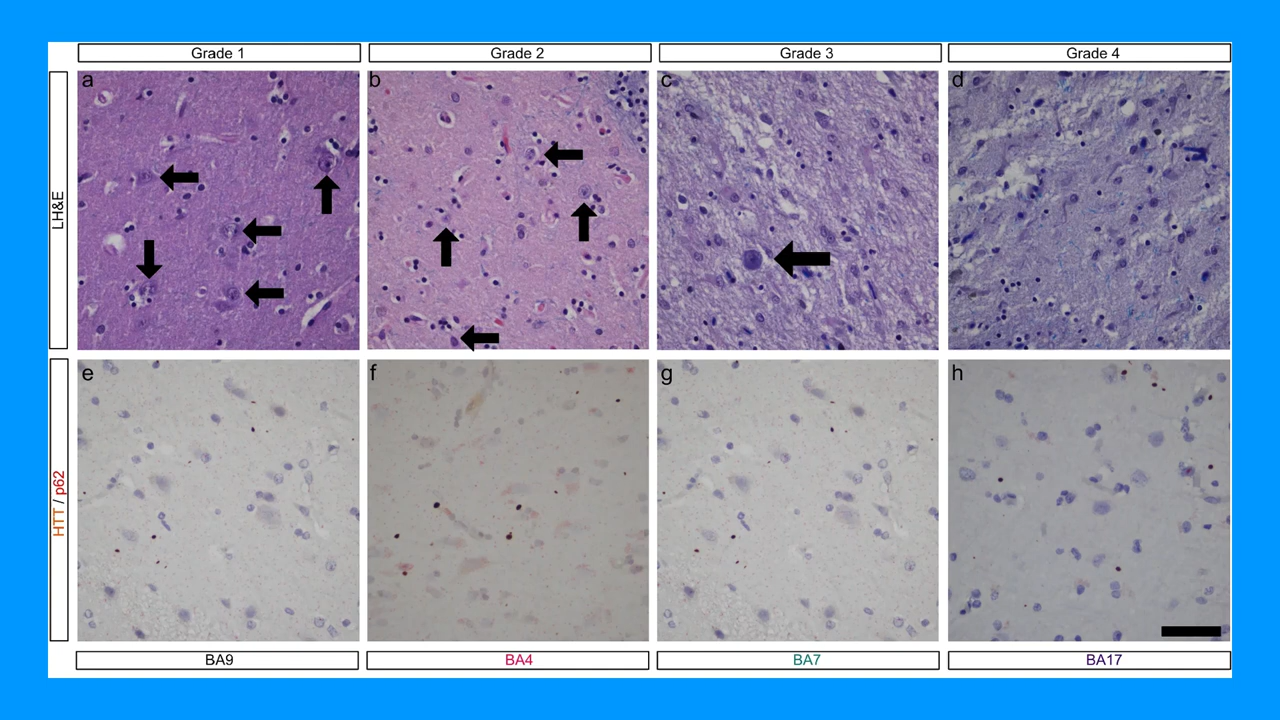 Grade 1
Grade 2
Grade 3
Grade 4
LH&E
a
b
c
d
HTT / p62
e
f
g
h
BA9
BA4
BA7
BA17